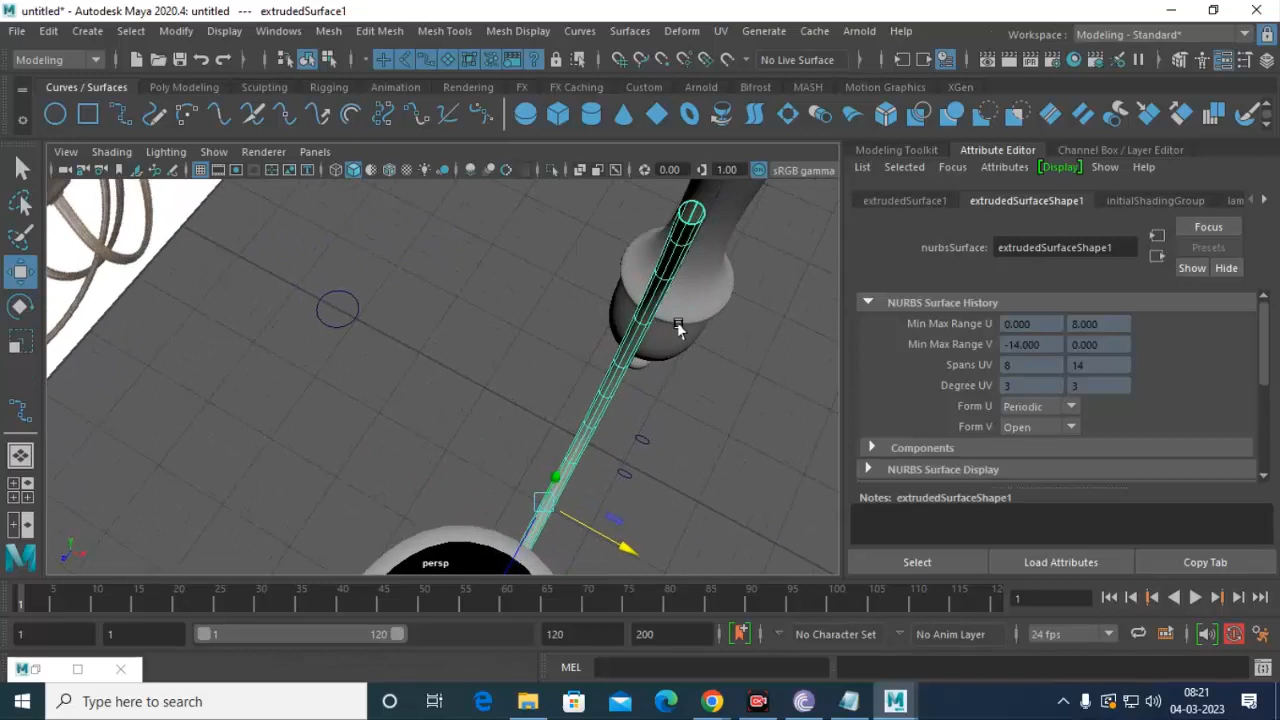 untitled* - Autodesk Maya 2020.4: untitled --- extrudedSurface1
File Edit Create Select Modify Display Windows Mesh Edit Mesh Mesh Tools Mesh Display Curves Surfaces Deform UV Generate Cache Arnold Help
Workspace : Modeling - Standard*
Modeling
No Live Surface
Curves / Surfaces Poly Modeling Sculpting Rigging Animation Rendering FX FX Caching Custom Arnold Bifrost MASH Motion Graphics XGen
View Shading Lighting Show Renderer Panels
0.00 1.00 sRGB gamma
persp
Modeling Toolkit Attribute Editor Channel Box / Layer Editor
List Selected Focus Attributes Display Show Help
extrudedSurface1 extrudedSurfaceShape1 initialShadingGroup lam
Focus
nurbsSurface: extrudedSurfaceShape1
Presets
Show Hide
NURBS Surface History
Min Max Range U 0.000 8.000
Min Max Range V -14.000 0.000
Spans UV 8 14
Degree UV 3 3
Form U Periodic
Form V Open
Components
NURBS Surface Display
Notes: extrudedSurfaceShape1
Select Load Attributes Copy Tab
5 10 15 20 25 30 35 40 45 50 55 60 65 70 75 80 85 90 95 100 105 110 115 12
1
1
1 1 1 120 120 200 No Character Set No Anim Layer 24 fps
MEL
Type here to search
08:21
04-03-2023